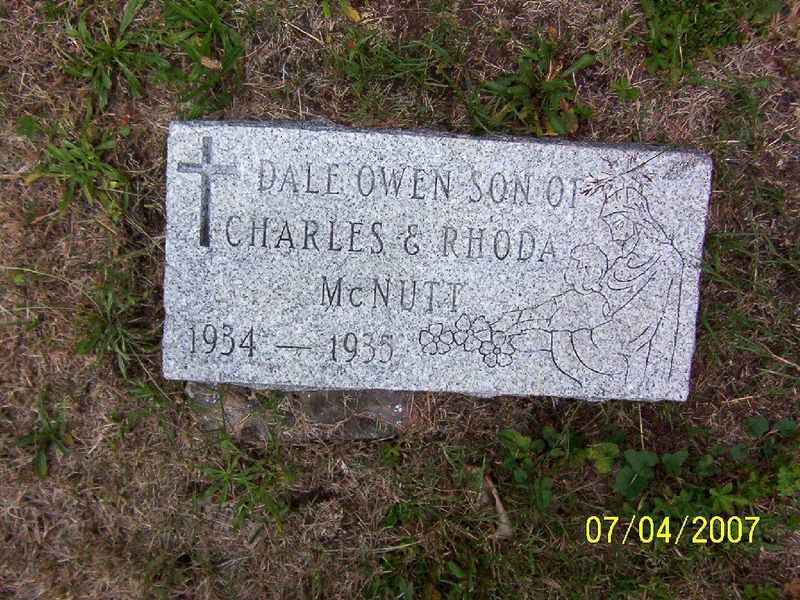 DALE OWEN SON OF
CHARLES & RHODA
McNUTT
1934 — 1935
07/04/2007